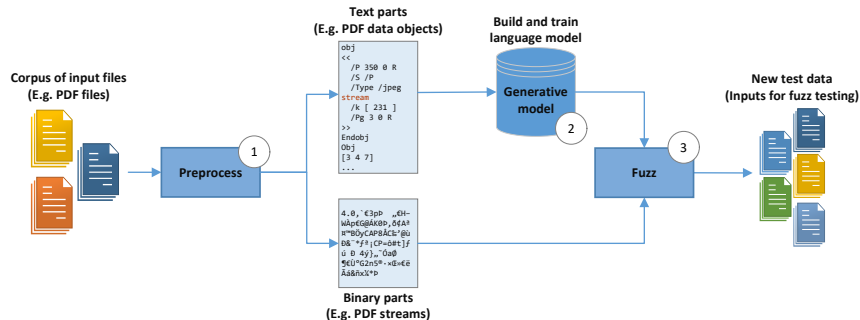 Text parts
(E.g. PDF data objects)
Build and train
language model
Corpus of input files
(E.g. PDF files)
New test data
(Inputs for fuzz testing)
obj
<<
/P 350 0 R
/S /P
/Type /jpeg
stream
/k [ 231 ]
/Pg 3 0 R
>>
Endobj
Obj
[3 4 7]
...
Generative
model
2
1
Preprocess
3
Fuzz
Binary parts
(E.g. PDF streams)